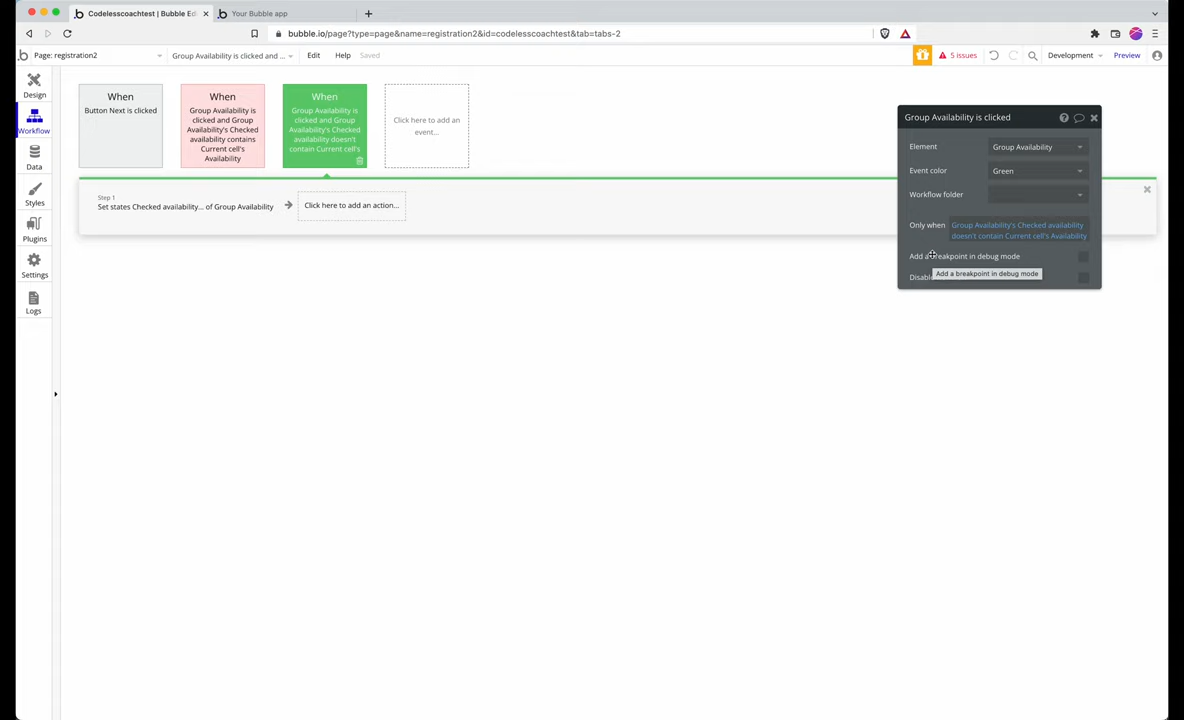 Codelesscoachtest | Bubble Ed
Your Bubble app
bubble.io/page?type=page&name=registration2&id=codelesscoachtest&tab=tabs-2
Page: registration2
Group Availability is clicked and ...
Edit
Help
Saved
5 issues
Development
Preview
Design
Workflow
Data
Styles
Plugins
Settings
Logs
When
Button Next is clicked
When
Group Availability is
clicked and Group
Availability's Checked
availability contains
Current cell's
Availability
When
Group Availability is
clicked and Group
Availability's Checked
availability
doesn't contain
Current cell's
Click here to add an
event...
Step 1
Set states Checked availability... of Group Availability
Click here to add an action...
Group Availability is clicked
Element
Group Availability
Event color
Green
Workflow folder
Only when
Group Availability's Checked availability
doesn't contain Current cell's Availability
Add a breakpoint in debug mode
Add a breakpoint in debug mode
Disabl